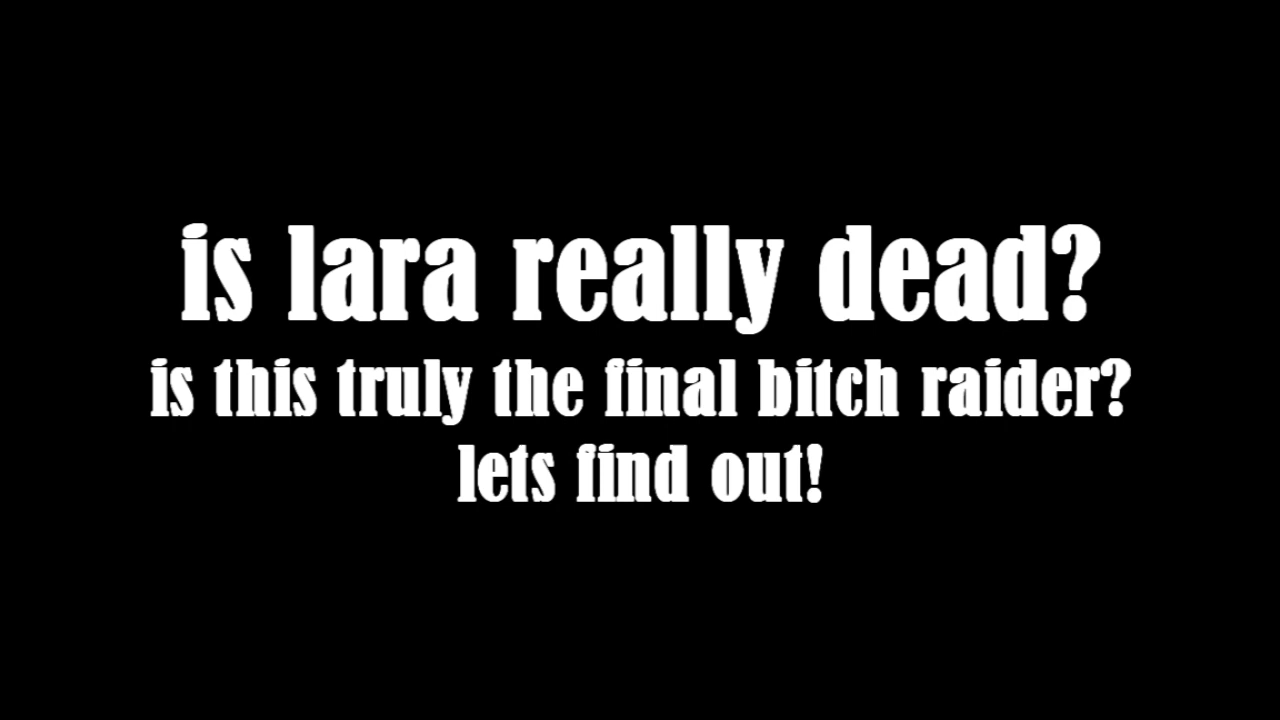 is lara really dead?
is this truly the final bitch raider?
lets find out!